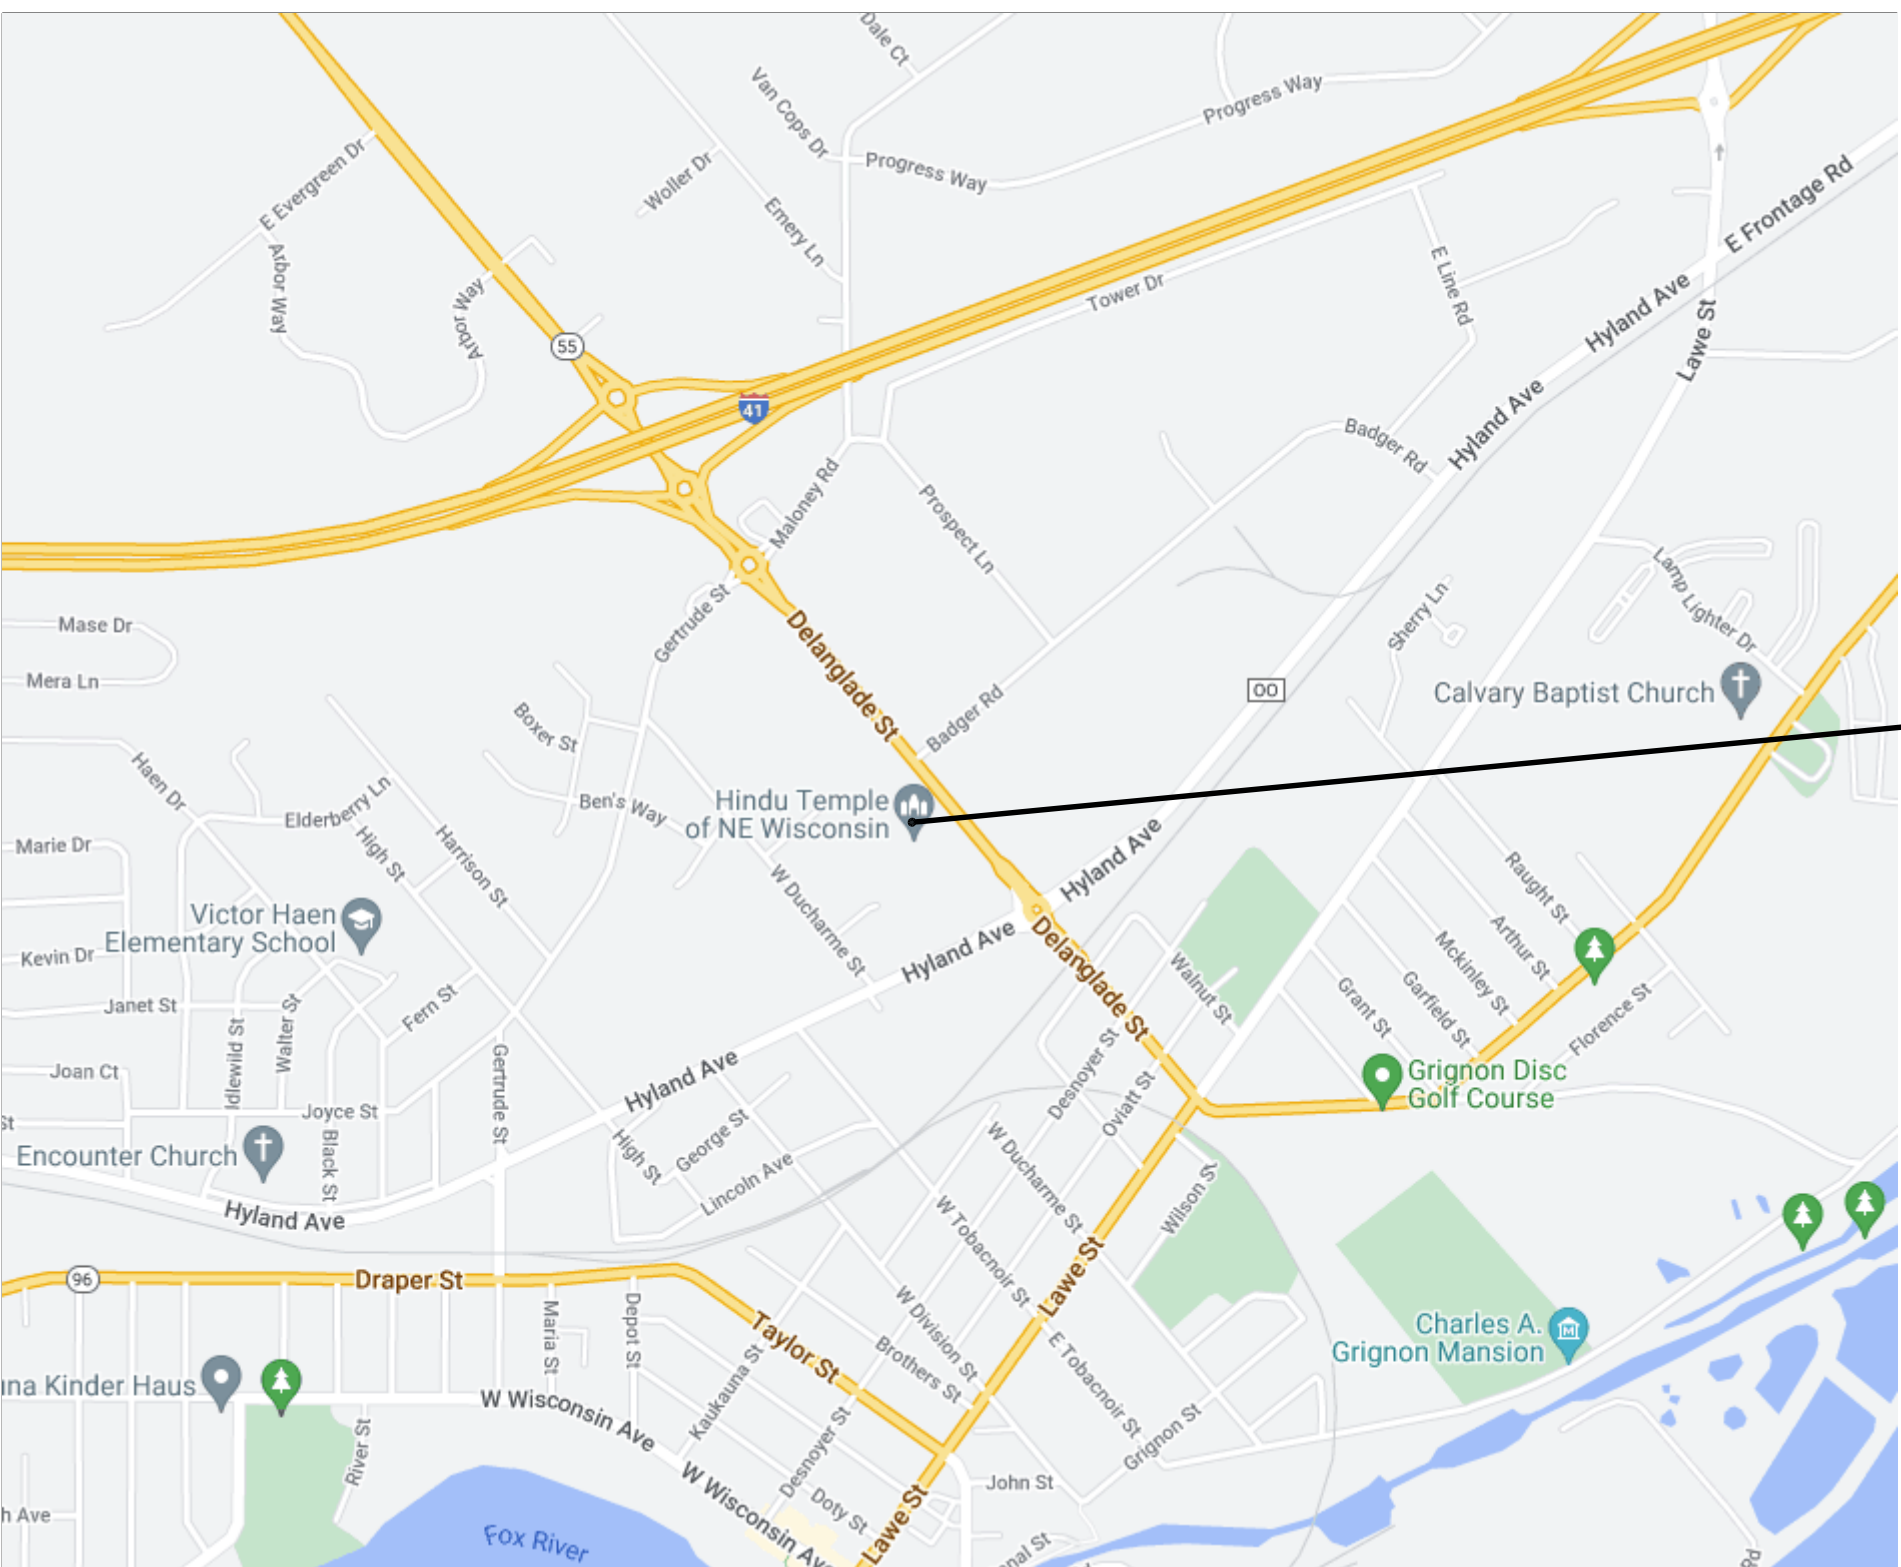 Dale Ct
Van Cops Dr
Progress Way
Progress Way
E Evergreen Dr
Woller Dr
Emery Ln
Arbor Way
Arbor Way
E Frontage Rd
Tower Dr
E Line Rd
Hyland Ave
Lawe St
55
41
Hyland Ave
Badger Rd
Maloney Rd
Prospect Ln
Gertrude St
Mase Dr
Mera Ln
Delanglade St
Lamp Lighter Dr
Sherry Ln
OO
Calvary Baptist Church
Boxer St
Badger Rd
Haen Dr
Elderberry Ln
Ben's Way
Hindu Temple
of NE Wisconsin
Marie Dr
High St
Harrison St
Hyland Ave
W Ducharme St
Raught St
Victor Haen
Elementary School
Kevin Dr
Hyland Ave
Delanglade St
Walnut St
Arthur St
Mckinley St
Garfield St
Grant St
Florence St
Janet St
Idlewild St
Walter St
Fern St
Joan Ct
Gertrude St
Hyland Ave
Desnoyer St
Oviatt St
Grignon Disc
Golf Course
Joyce St
St
Black St
Encounter Church
High St
George St
Lincoln Ave
W Ducharme St
Wilson St
Hyland Ave
W Tobacnoir St
Lawe St
96
Draper St
Maria St
Depot St
Taylor St
W Division St
Brothers St
E Tobacnoir St
Charles A.
Grignon Mansion
una Kinder Haus
W Wisconsin Ave
Kaukauna St
Desnoyer St
Grignon St
River St
W Wisconsin Ave
Doty St
John St
Lawe St
h Ave
Fox River
nal St
Rd